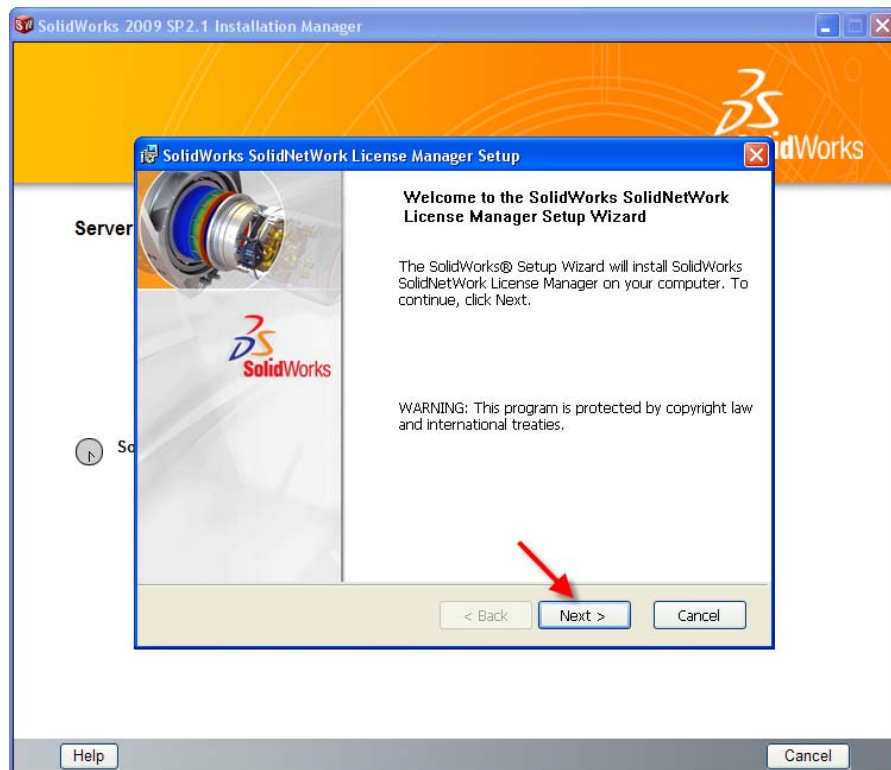 SolidWorks 2009 SP2.1 Installation Manager
SolidWorks
SolidWorks SolidNetWork License Manager Setup
Server
Welcome to the SolidWorks SolidNetWork
License Manager Setup Wizard
The SolidWorks® Setup Wizard will install SolidWorks
SolidNetWork License Manager on your computer. To
continue, click Next.
SolidWorks
WARNING: This program is protected by copyright law
and international treaties.
So
< Back
Next >
Cancel
Help
Cancel